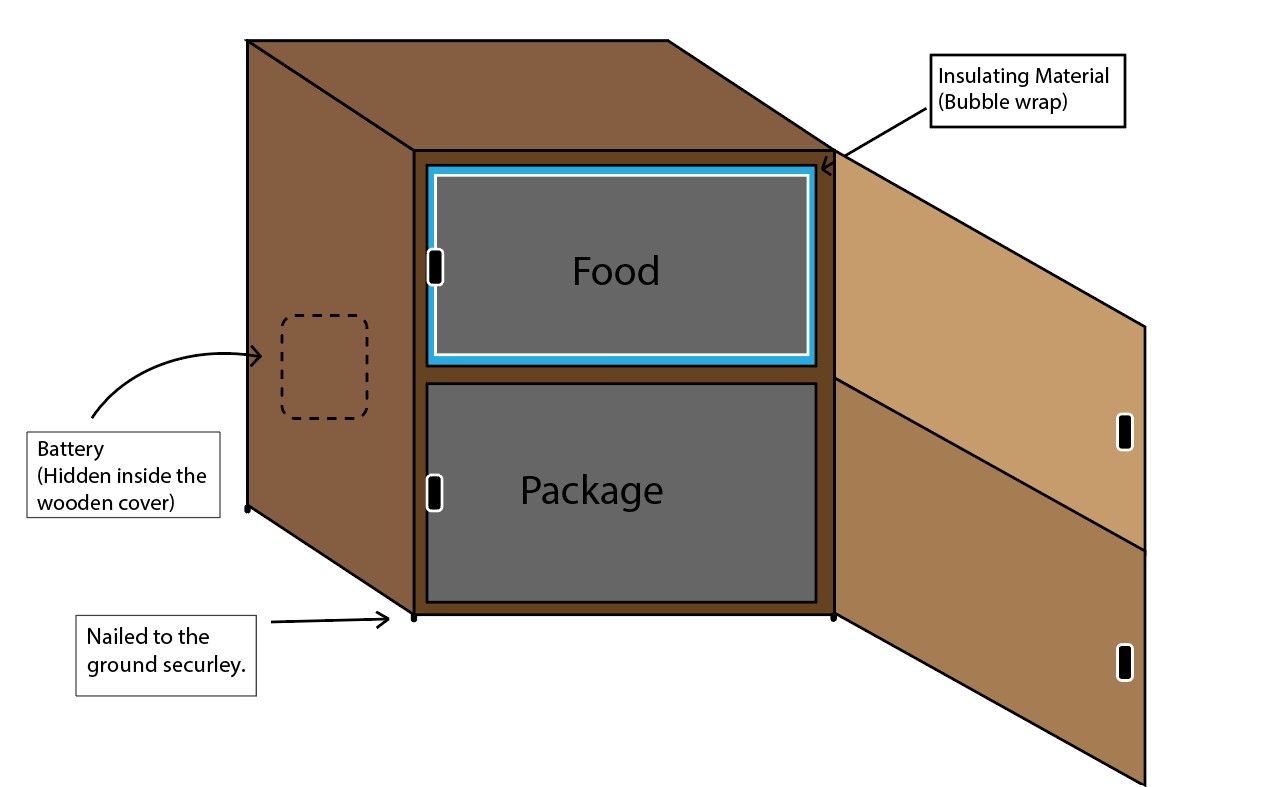 Insulating Material
(Bubble wrap)
Food
Package
Battery
(Hidden inside the
wooden cover)
Nailed to the
ground securley.